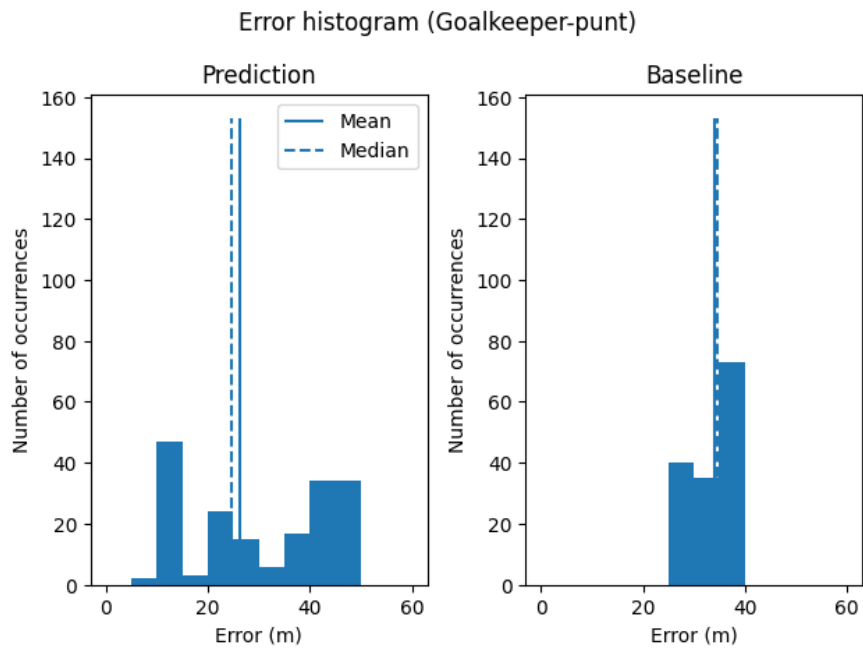 Error histogram (Goalkeeper-punt)
Prediction
Baseline
Mean
Median
Number of occurrences
160
140
120
100
80
60
40
20
0
0 20 40 60
Error (m)
Number of occurrences
160
140
120
100
80
60
40
20
0
0 20 40 60
Error (m)